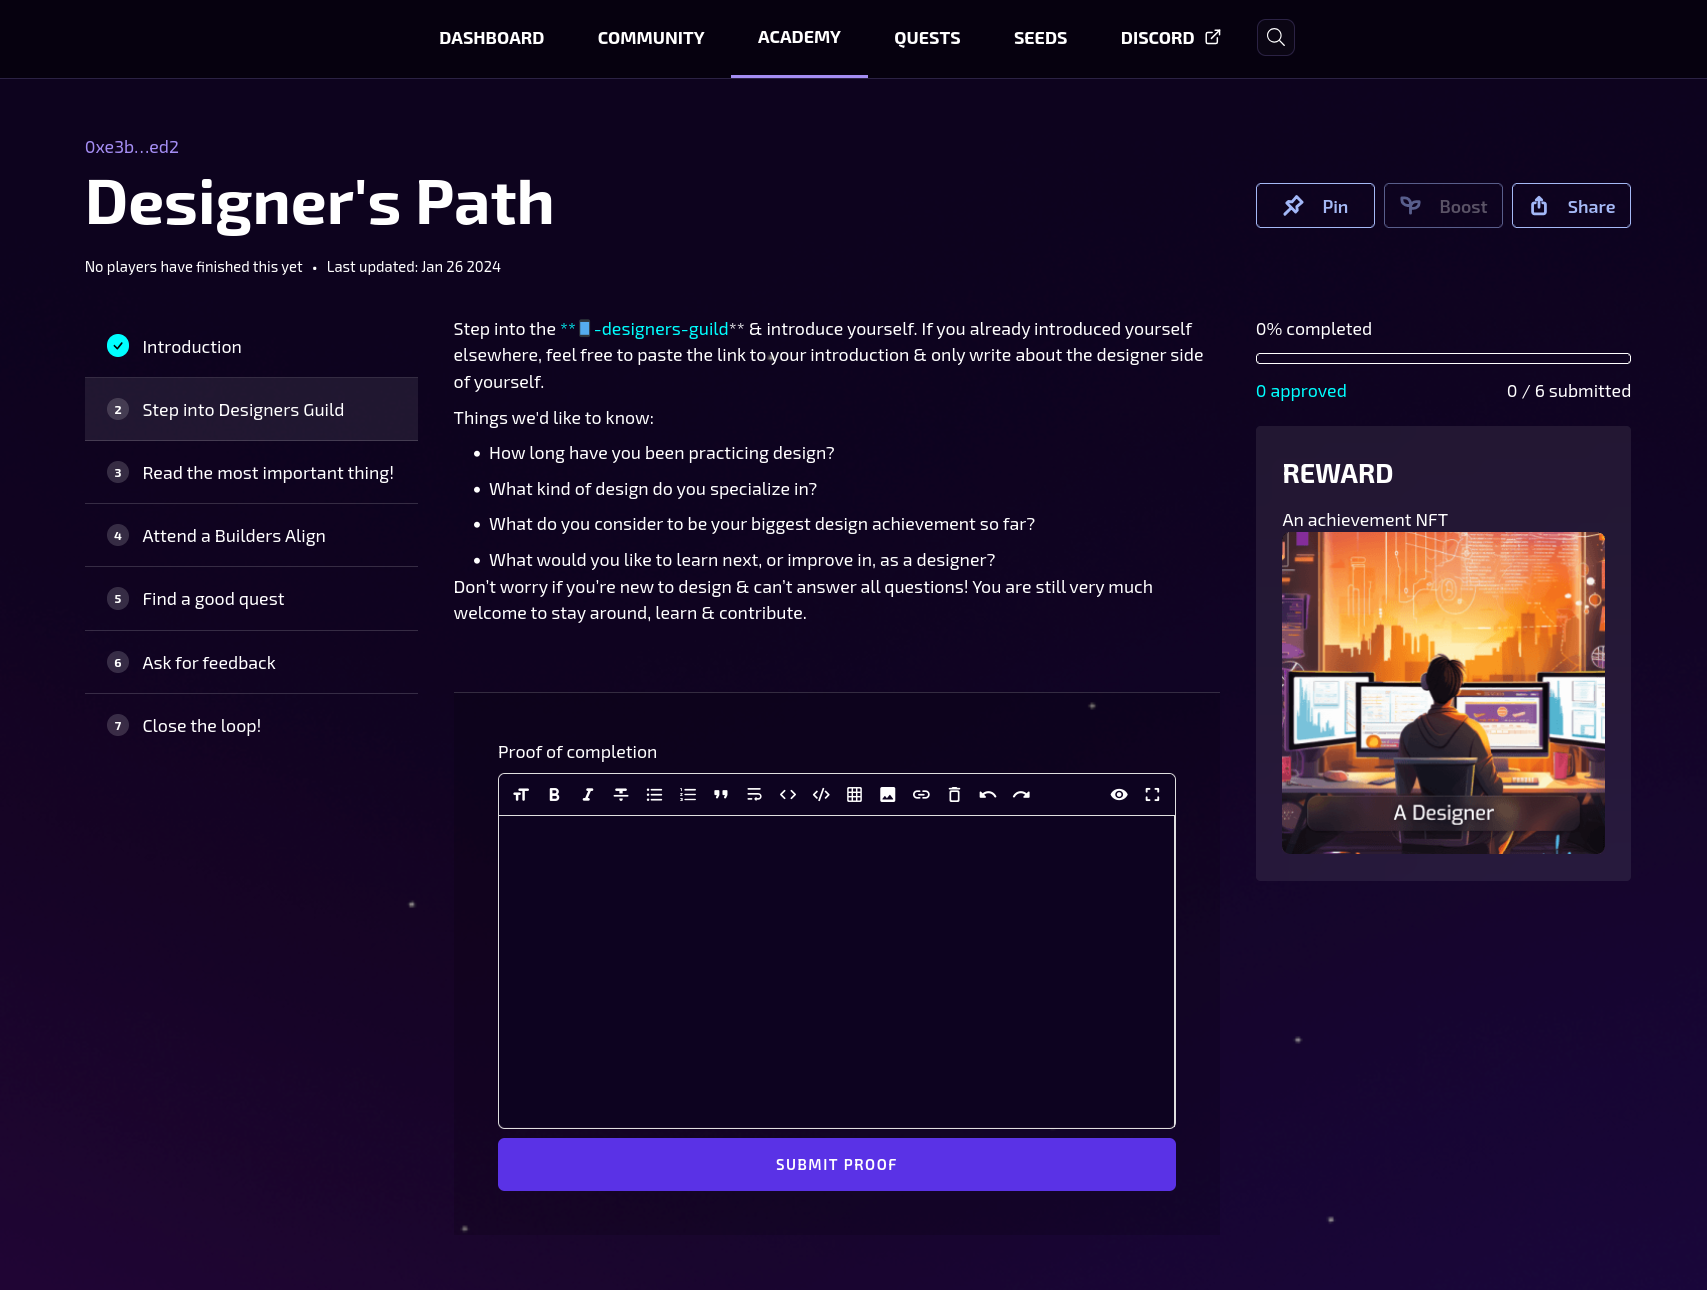 DASHBOARD COMMUNITY ACADEMY QUESTS SEEDS DISCORD
0xe3b...ed2
Designer's Path
Pin Boost Share
No players have finished this yet • Last updated: Jan 26 2024
Introduction
2 Step into Designers Guild
3 Read the most important thing!
4 Attend a Builders Align
5 Find a good quest
6 Ask for feedback
7 Close the loop!
Step into the **📘-designers-guild** & introduce yourself. If you already introduced yourself
elsewhere, feel free to paste the link to your introduction & only write about the designer side
of yourself.
Things we'd like to know:
• How long have you been practicing design?
• What kind of design do you specialize in?
• What do you consider to be your biggest design achievement so far?
• What would you like to learn next, or improve in, as a designer?
Don't worry if you're new to design & can't answer all questions! You are still very much
welcome to stay around, learn & contribute.
Proof of completion
SUBMIT PROOF
0% completed
0 approved 0 / 6 submitted
REWARD
An achievement NFT
A Designer